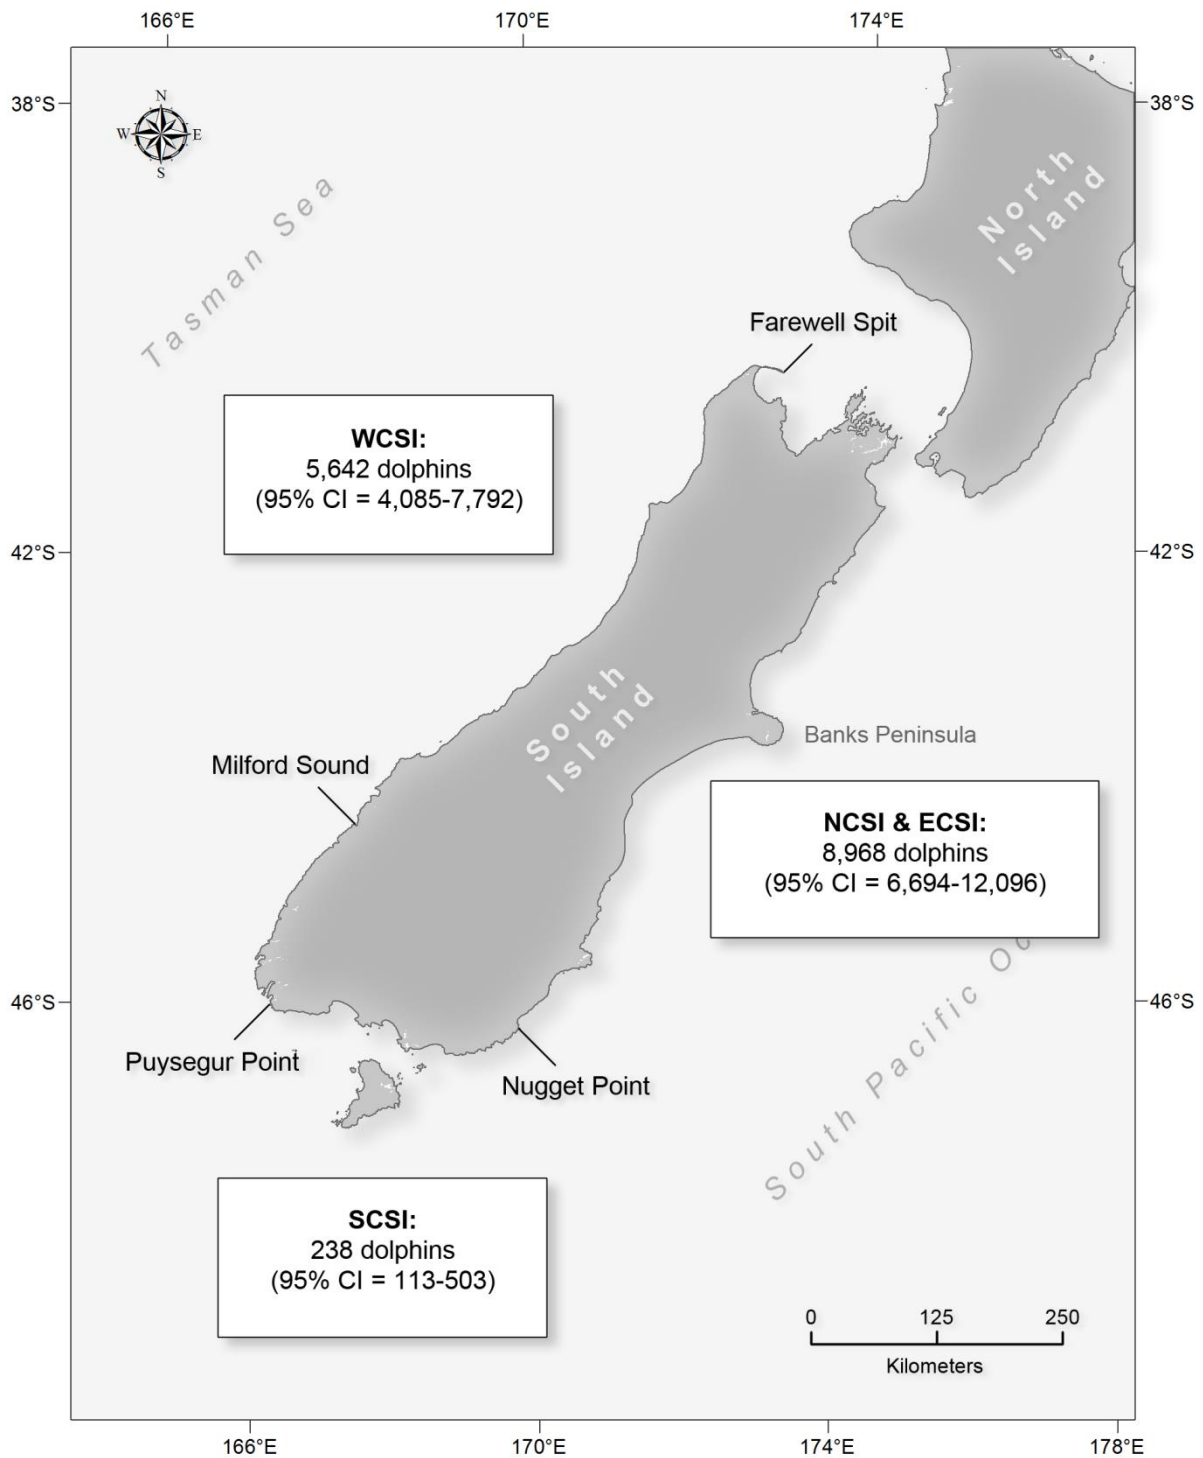 166°E 170°E 174°E
38°S 38°S
N
W E
S
Tasman Sea
North
Island
Farewell Spit
WCSI:
5,642 dolphins
(95% CI = 4,085-7,792)
42°S 42°S
South
Island
Banks Peninsula
Milford Sound
NCSI & ECSI:
8,968 dolphins
(95% CI = 6,694-12,096)
46°S 46°S
South Pacific Oc
Puysegur Point
Nugget Point
SCSI:
238 dolphins
(95% CI = 113-503)
0 125 250
Kilometers
166°E 170°E 174°E 178°E